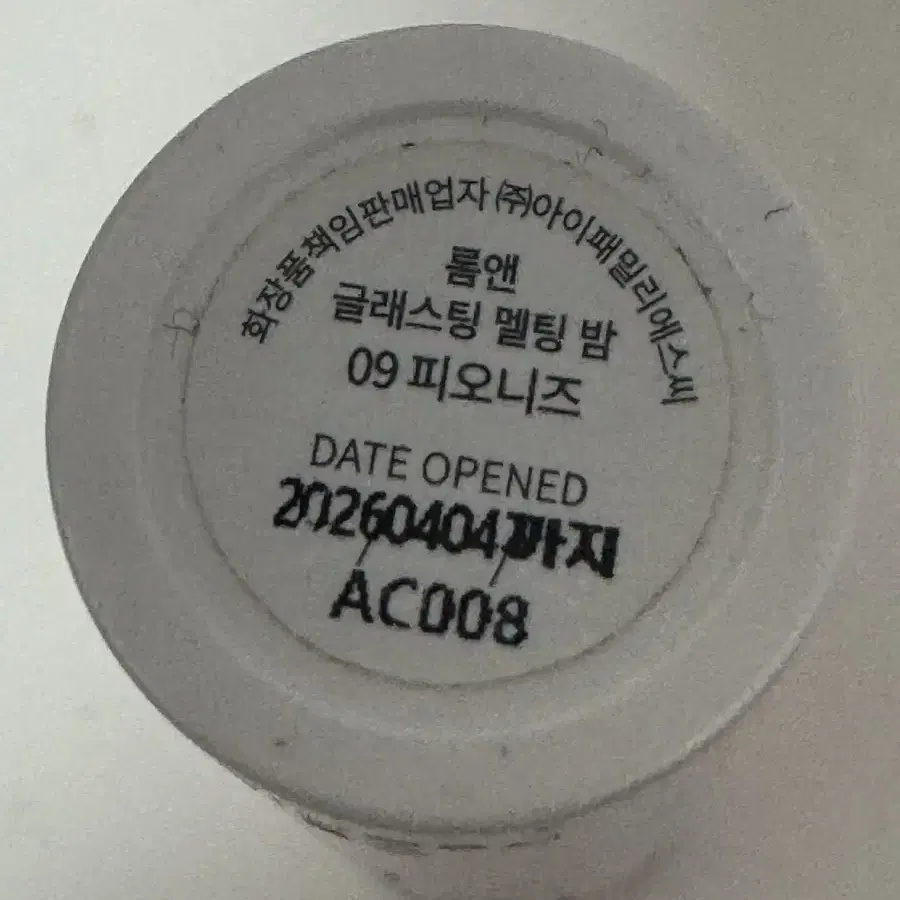 화장품책임판매업자 ㈜아이패밀리에스씨
롬앤
글래스팅 멜팅 밤
09 피오니즈
DATE OPENED
20260404까지
AC008